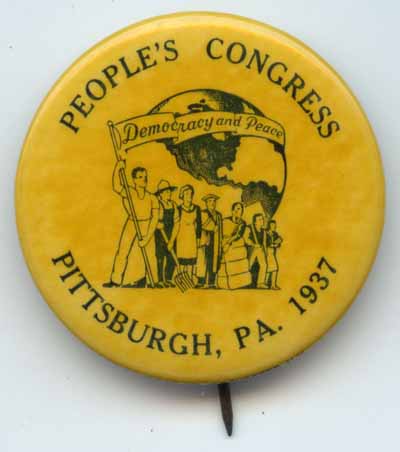 PEOPLE'S CONGRESS
Democracy and Peace
PITTSBURGH, PA. 1937